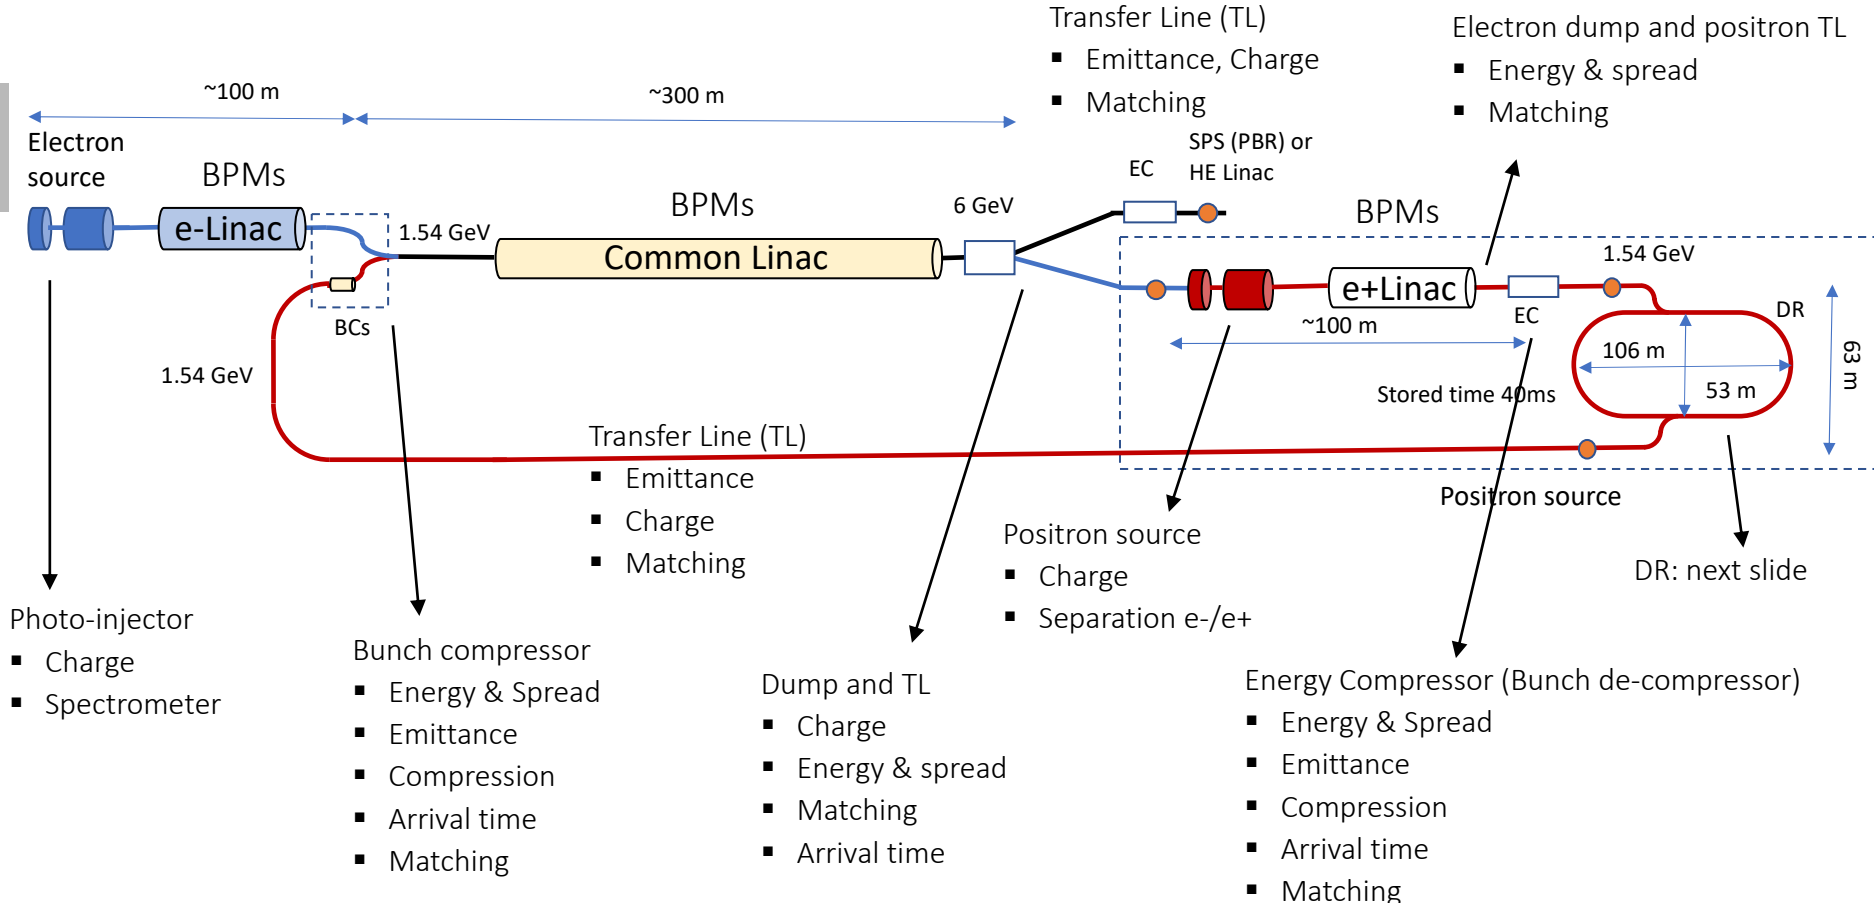 Transfer Line (TL)
▪ Emittance, Charge
▪ Matching
Electron dump and positron TL
▪ Energy & spread
▪ Matching
~100 m
~300 m
Electron
source
BPMs
e-Linac
BCs
1.54 GeV
1.54 GeV
BPMs
Common Linac
6 GeV
EC
SPS (PBR) or
HE Linac
BPMs
e+Linac
~100 m
EC
1.54 GeV
DR
106 m
53 m
63 m
Stored time 40ms
Positron source
Transfer Line (TL)
▪ Emittance
▪ Charge
▪ Matching
Positron source
▪ Charge
▪ Separation e-/e+
DR: next slide
Photo-injector
▪ Charge
▪ Spectrometer
Bunch compressor
▪ Energy & Spread
▪ Emittance
▪ Compression
▪ Arrival time
▪ Matching
Dump and TL
▪ Charge
▪ Energy & spread
▪ Matching
▪ Arrival time
Energy Compressor (Bunch de-compressor)
▪ Energy & Spread
▪ Emittance
▪ Compression
▪ Arrival time
▪ Matching